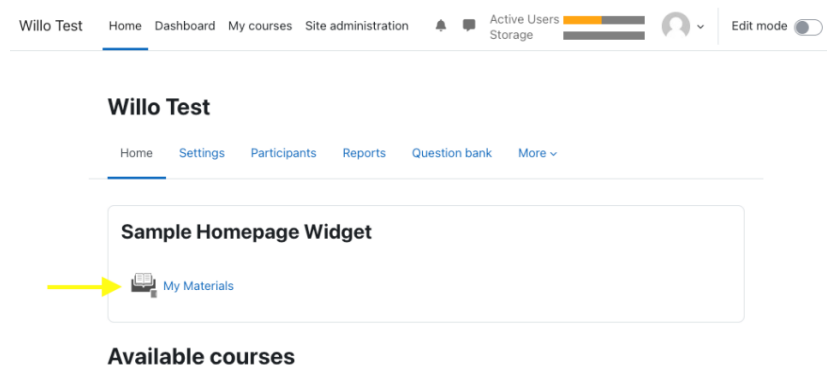 Willo Test Home Dashboard My courses Site administration Active Users Edit mode
Storage
Willo Test
Home Settings Participants Reports Question bank More
Sample Homepage Widget
My Materials
Available courses